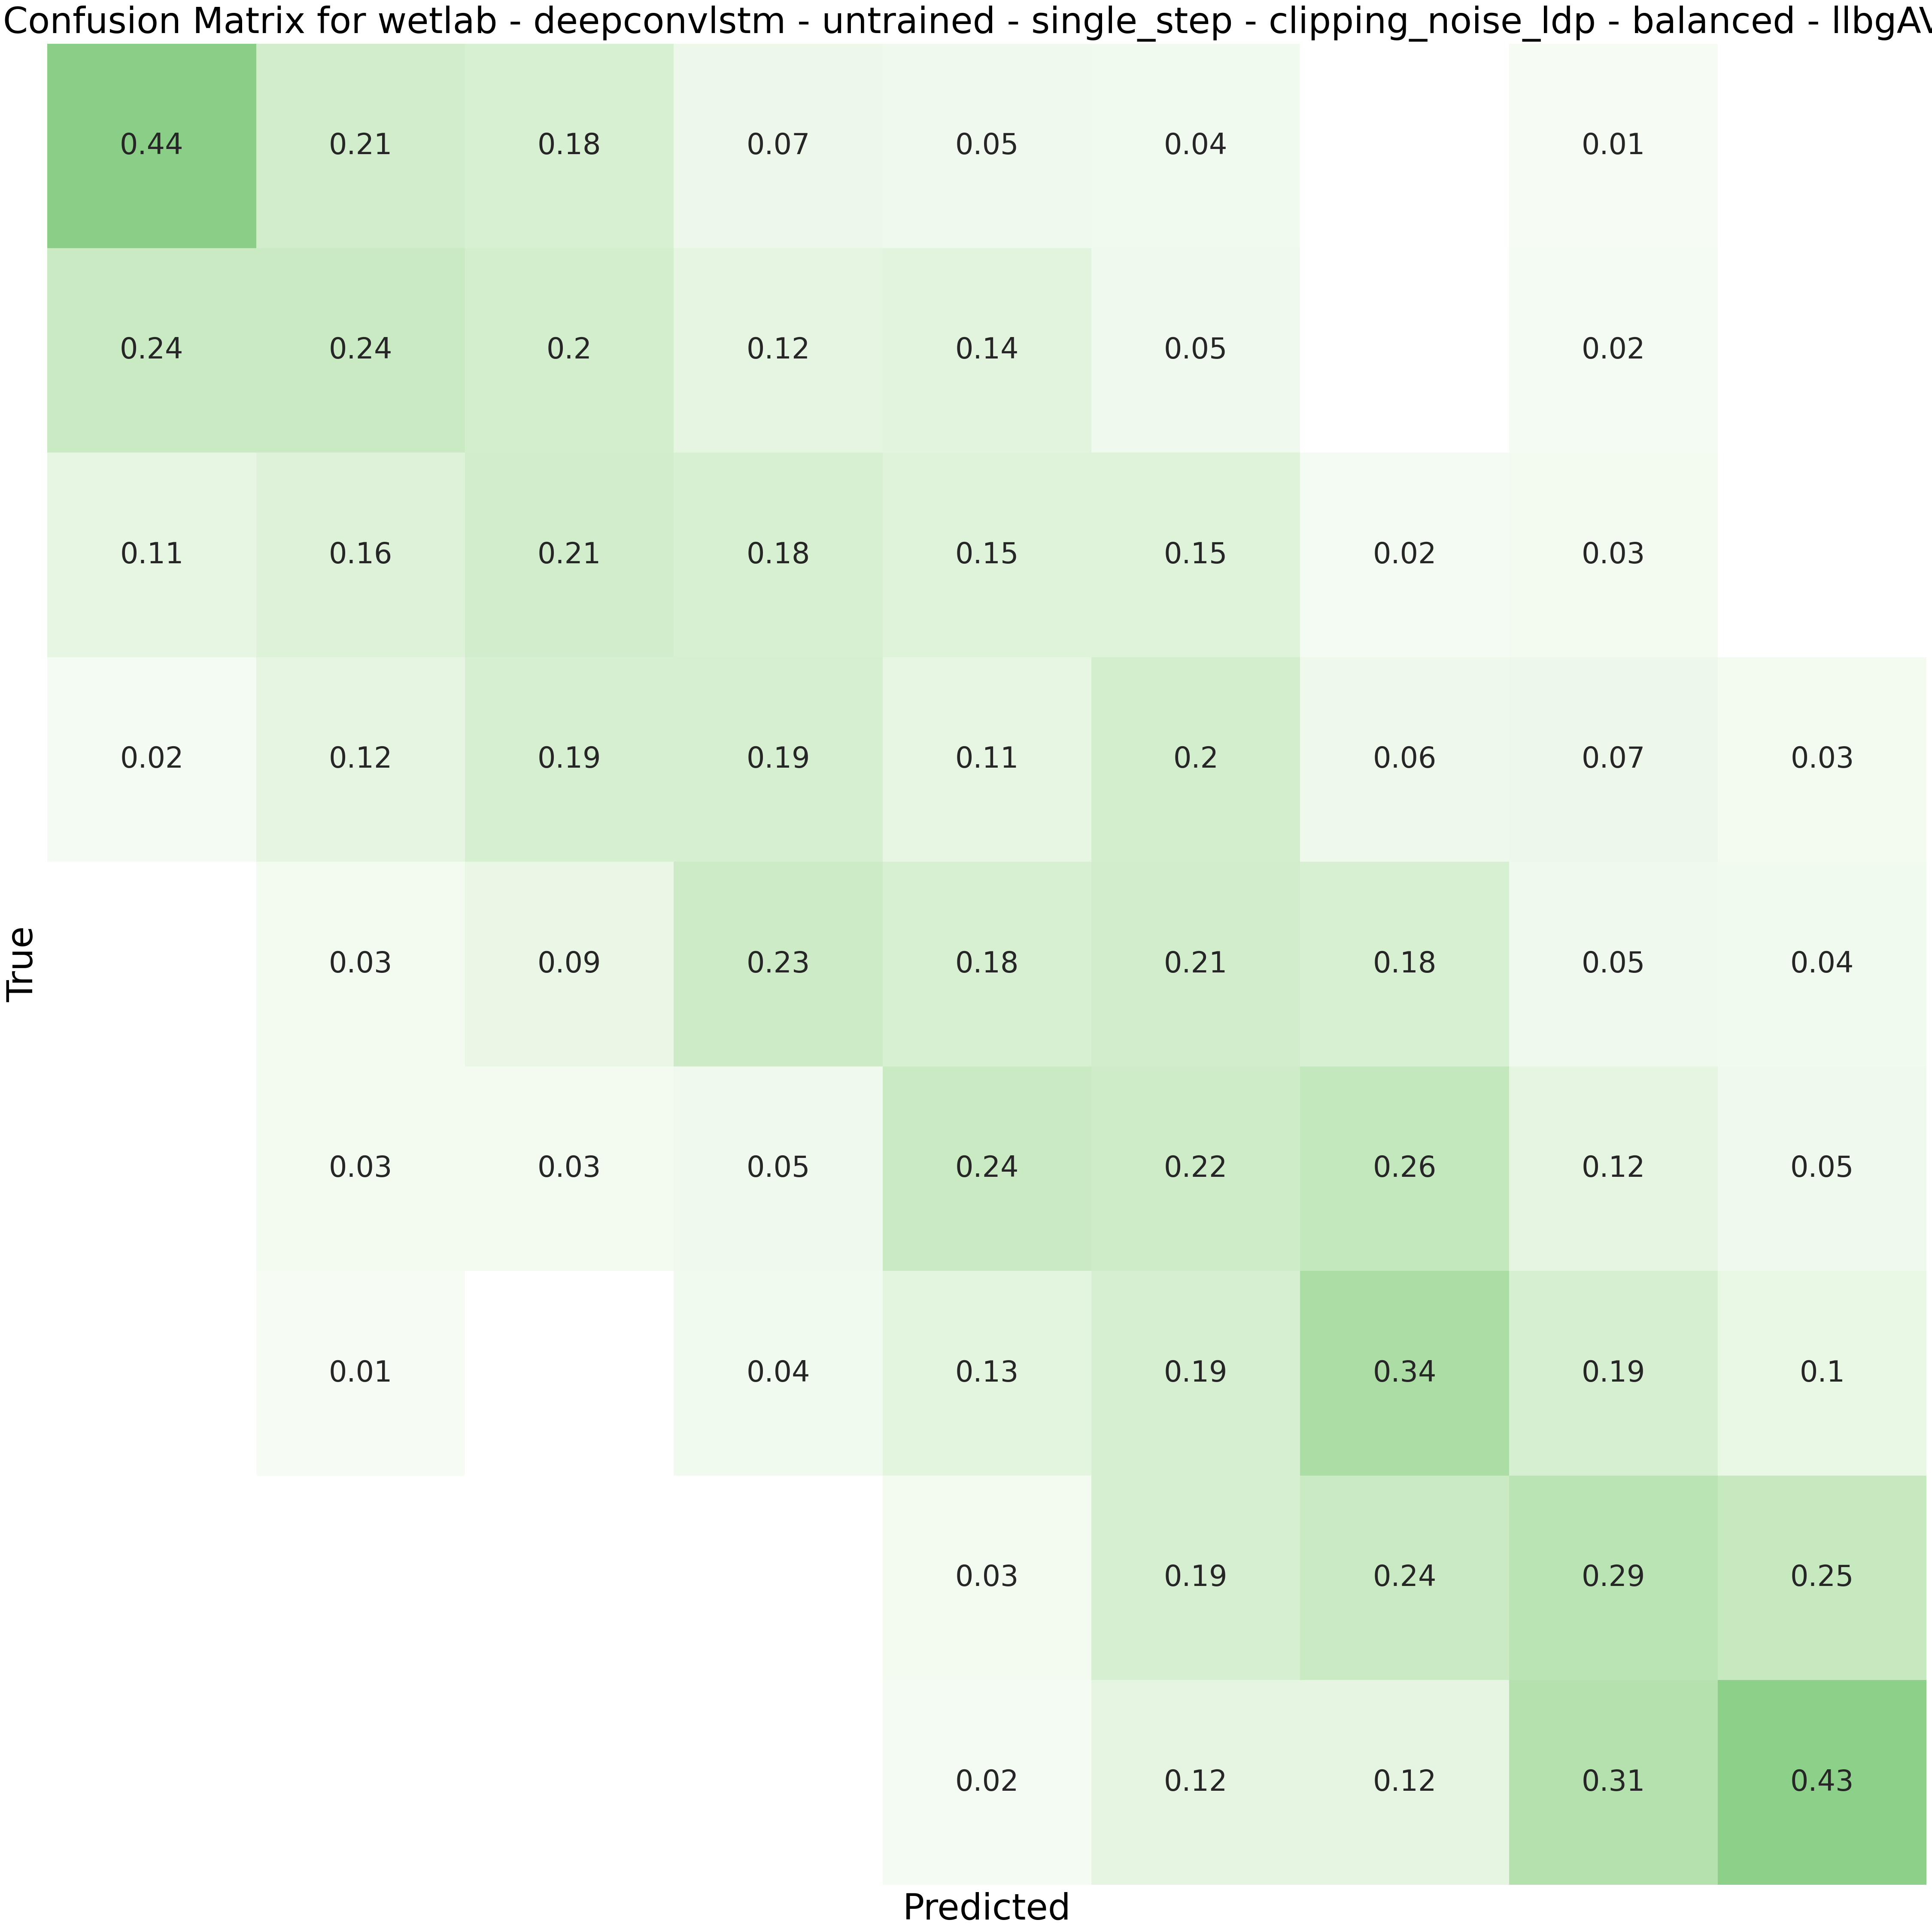 Confusion Matrix for wetlab - deepconvlstm - untrained - single_step - clipping_noise_ldp - balanced - llbgAV
0.44 0.21 0.18 0.07 0.05 0.04 0.01
0.24 0.24 0.2 0.12 0.14 0.05 0.02
0.11 0.16 0.21 0.18 0.15 0.15 0.02 0.03
0.02 0.12 0.19 0.19 0.11 0.2 0.06 0.07 0.03
0.03 0.09 0.23 0.18 0.21 0.18 0.05 0.04
True
0.03 0.03 0.05 0.24 0.22 0.26 0.12 0.05
0.01 0.04 0.13 0.19 0.34 0.19 0.1
0.03 0.19 0.24 0.29 0.25
0.02 0.12 0.12 0.31 0.43
Predicted